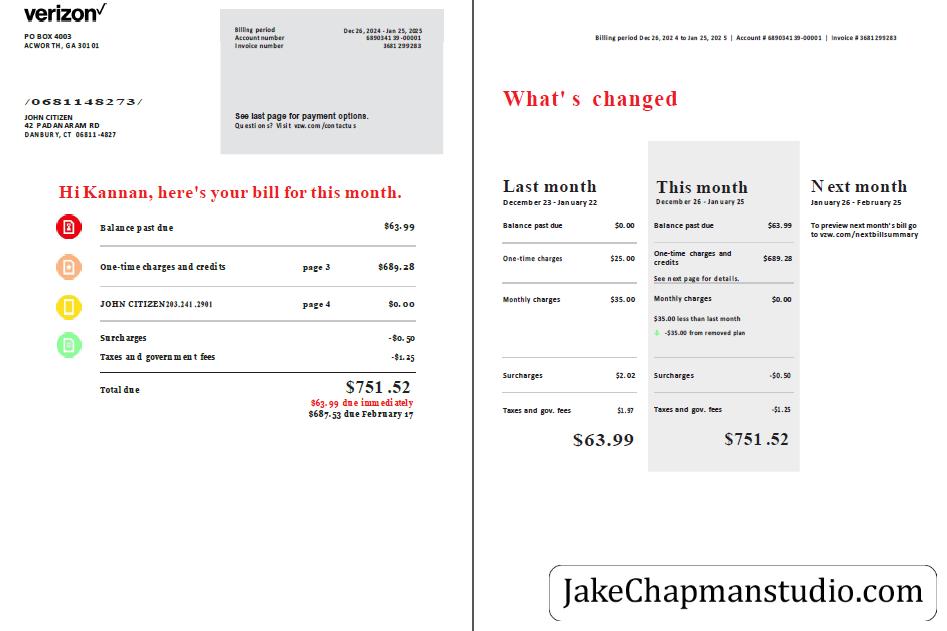 verizon✓
PO BOX 4003
ACWORTH, GA 30101
Billing period Dec 26, 2024 - Jan 25, 2025
Account number 689034139-00001
Invoice number 3681299283
/0681148273/
JOHN CITIZEN
42 PADANARAM RD
DANBURY, CT 06811-4827
See last page for payment options.
Questions? Visit vzw.com/contactus
Hi Kannan, here's your bill for this month.
Balance past due $63.99
One-time charges and credits page 3 $689.28
JOHN CITIZEN203.241.2901 page 4 $0.00
Surcharges -$0.50
Taxes and government fees -$1.25
Total due $751.52
$63.99 due immediately
$687.53 due February 17
Billing period Dec 26, 2024 to Jan 25, 2025 | Account # 689034139-00001 | Invoice # 3681299283
What's changed
Last month
December 23 - January 22
Balance past due $0.00
One-time charges $25.00
Monthly charges $35.00
Surcharges $2.02
Taxes and gov. fees $1.97
$63.99
This month
December 26 - January 25
Balance past due $63.99
One-time charges and
credits $689.28
See next page for details.
Monthly charges $0.00
$35.00 less than last month
-$35.00 from removed plan
Surcharges -$0.50
Taxes and gov. fees -$1.25
$751.52
Next month
January 26 - February 25
To preview next month's bill go
to vzw.com/nextbillsummary
JakeChapmanstudio.com